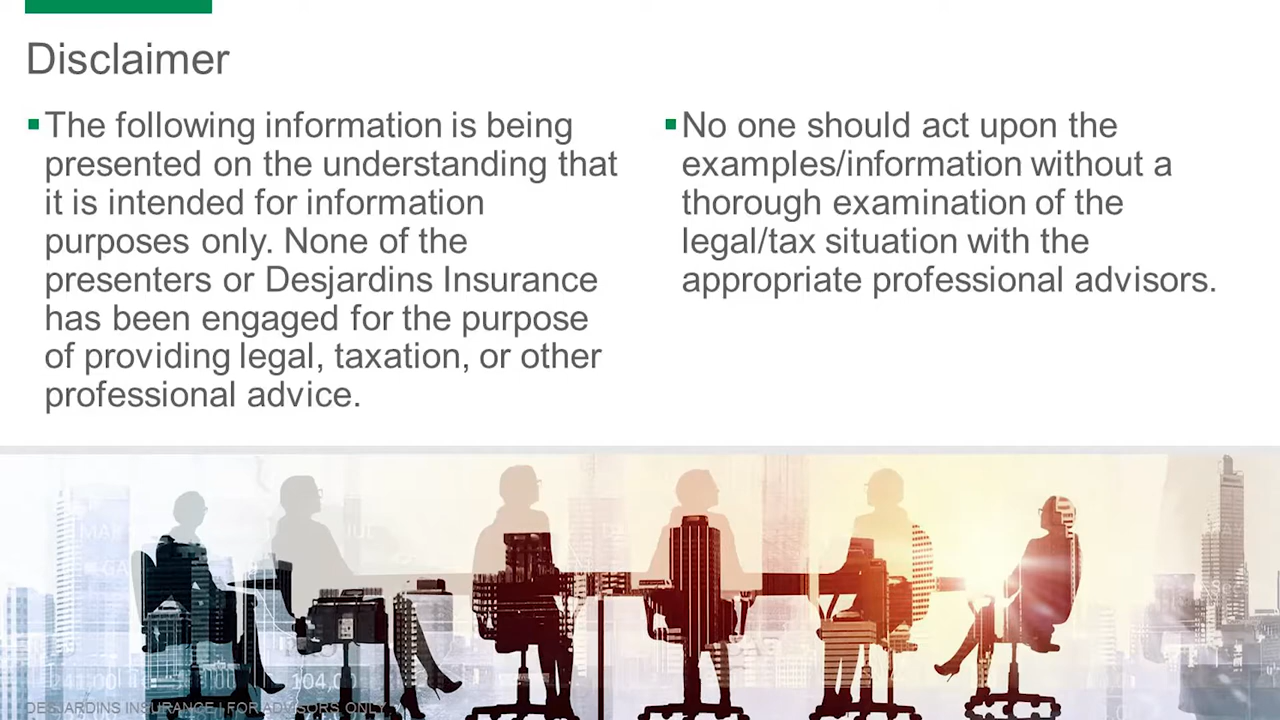 Disclaimer
The following information is being
presented on the understanding that
it is intended for information
purposes only. None of the
presenters or Desjardins Insurance
has been engaged for the purpose
of providing legal, taxation, or other
professional advice.
No one should act upon the
examples/information without a
thorough examination of the
legal/tax situation with the
appropriate professional advisors.
104,0
DESJARDINS INSURANCE | FOR ADVISORS ONLY